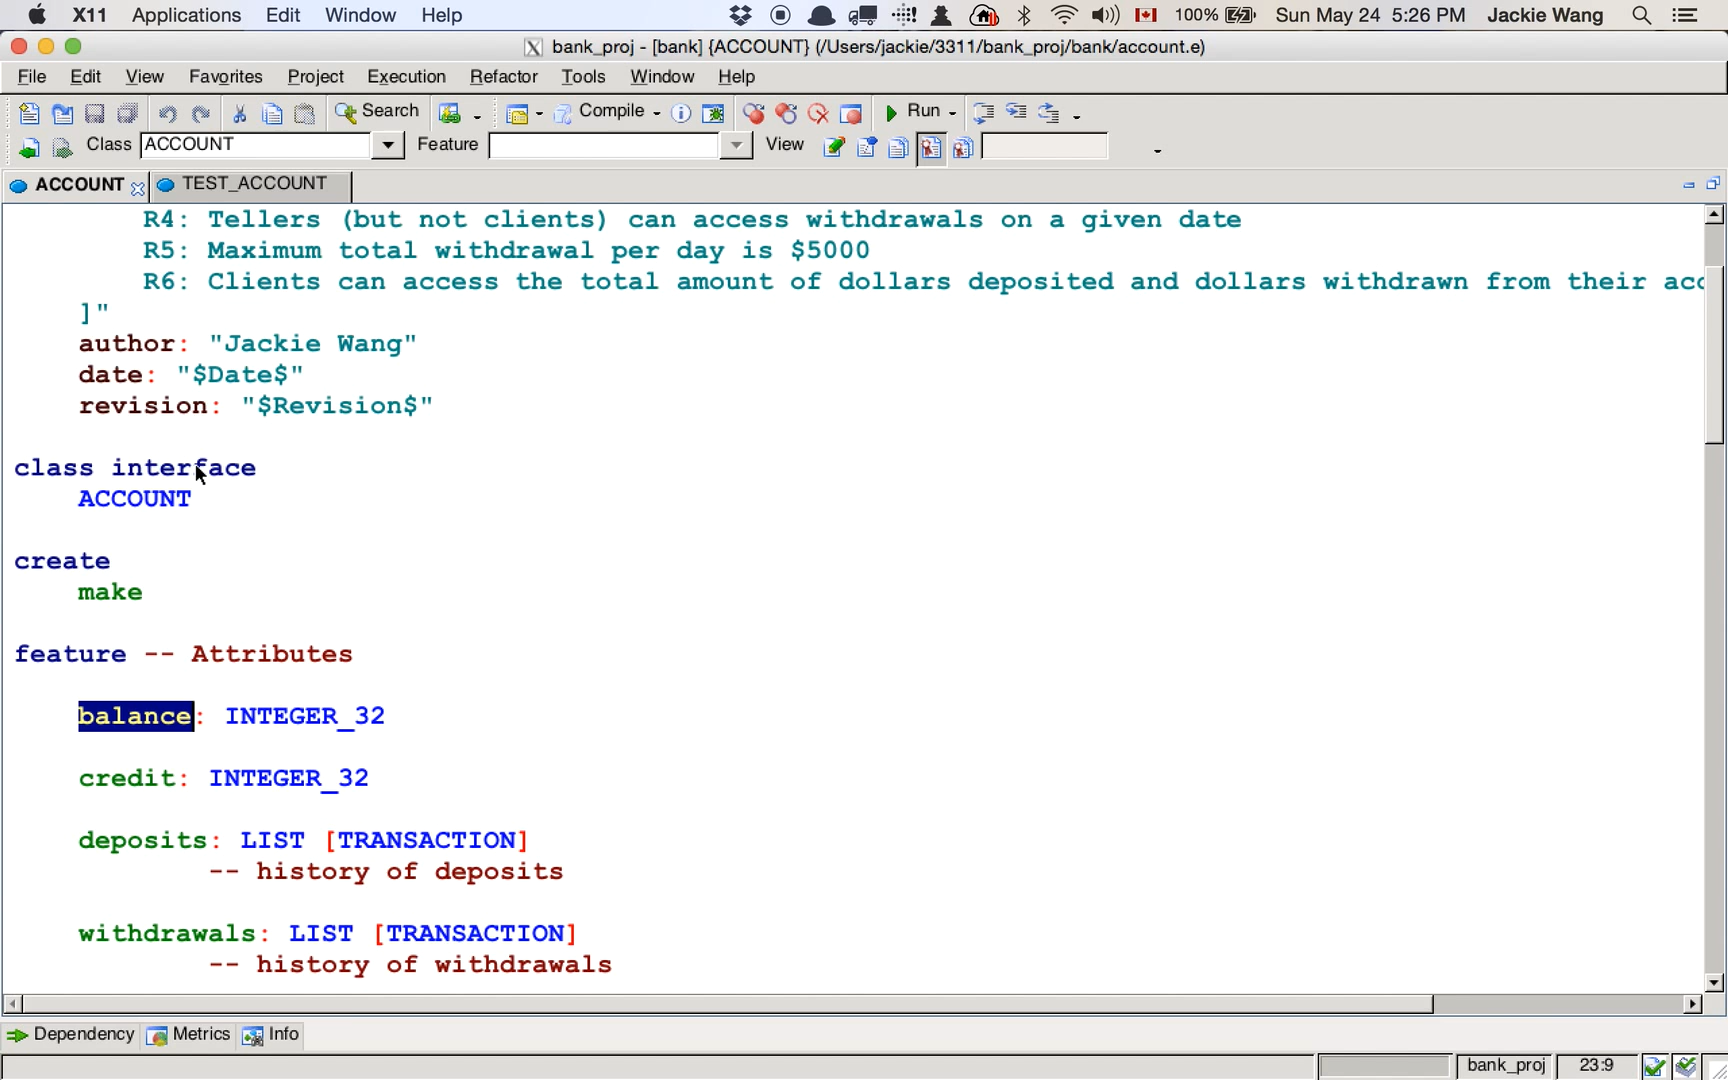 X11 Applications Edit Window Help 100% Sun May 24 5:26 PM Jackie Wang
bank_proj - [bank] {ACCOUNT} (/Users/jackie/3311/bank_proj/bank/account.e)
File Edit View Favorites Project Execution Refactor Tools Window Help
Search Compile Run
Class ACCOUNT Feature View
ACCOUNT TEST_ACCOUNT
R4: Tellers (but not clients) can access withdrawals on a given date
R5: Maximum total withdrawal per day is $5000
R6: Clients can access the total amount of dollars deposited and dollars withdrawn from their
]"
author: "Jackie Wang"
date: "$Date$"
revision: "$Revision$"
class interface
ACCOUNT
create
make
feature -- Attributes
balance: INTEGER_32
credit: INTEGER_32
deposits: LIST [TRANSACTION]
-- history of deposits
withdrawals: LIST [TRANSACTION]
-- history of withdrawals
Dependency Metrics Info
bank_proj 23:9